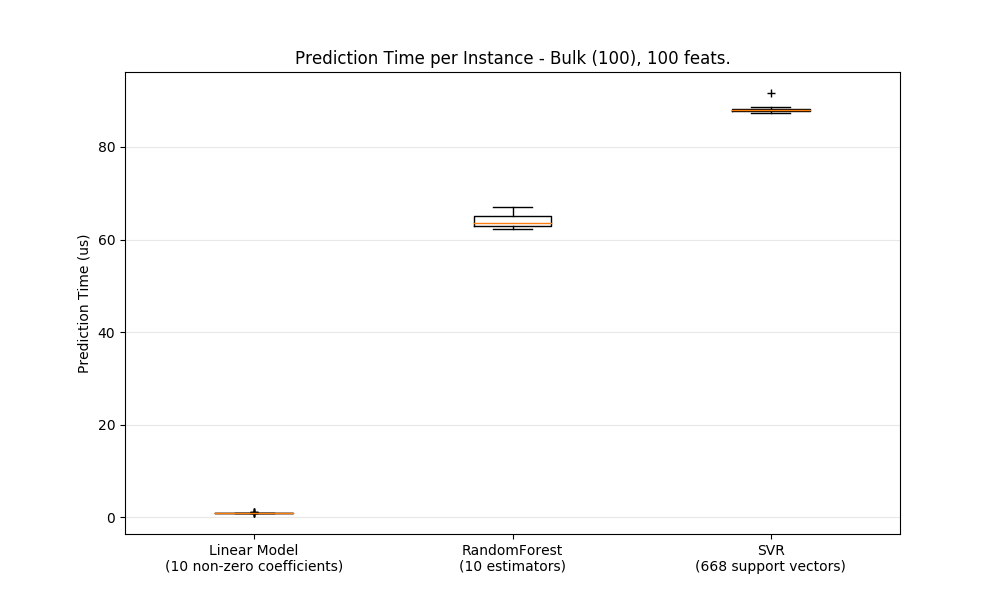 Prediction Time per Instance - Bulk (100), 100 feats.
Prediction Time (us)
80
60
40
20
0
Linear Model
(10 non-zero coefficients)
RandomForest
(10 estimators)
SVR
(668 support vectors)